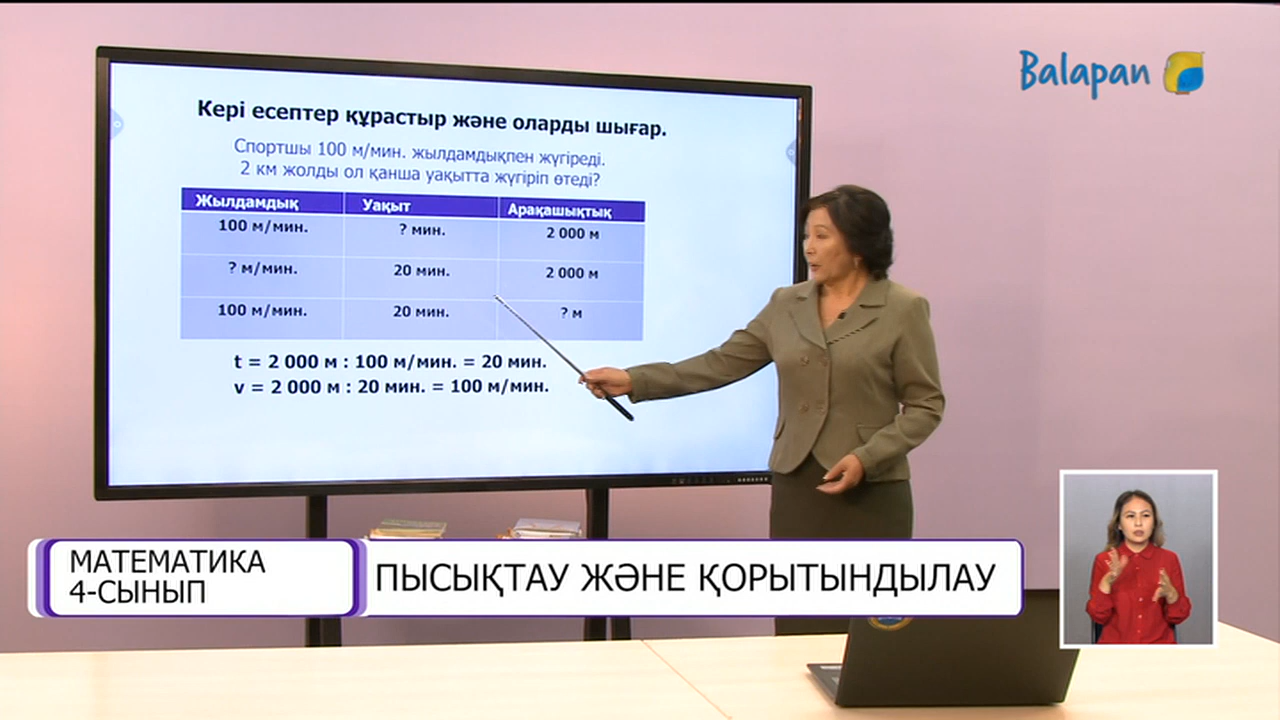 Balapan
Кері есептер құрастыр және оларды шығар.
Спортшы 100 м/мин. жылдамдықпен жүгіреді.
2 км жолды ол қанша уақытта жүгіріп өтеді?
Жылдамдық Уақыт Арақашықтық
100 м/мин. ? мин. 2 000 м
? м/мин. 20 мин. 2 000 м
100 м/мин. 20 мин. ? м
t = 2 000 м : 100 м/мин. = 20 мин.
v = 2 000 м : 20 мин. = 100 м/мин.
МАТЕМАТИКА
4-СЫНЫП
ПЫСЫҚТАУ ЖӘНЕ ҚОРЫТЫНДЫЛАУ